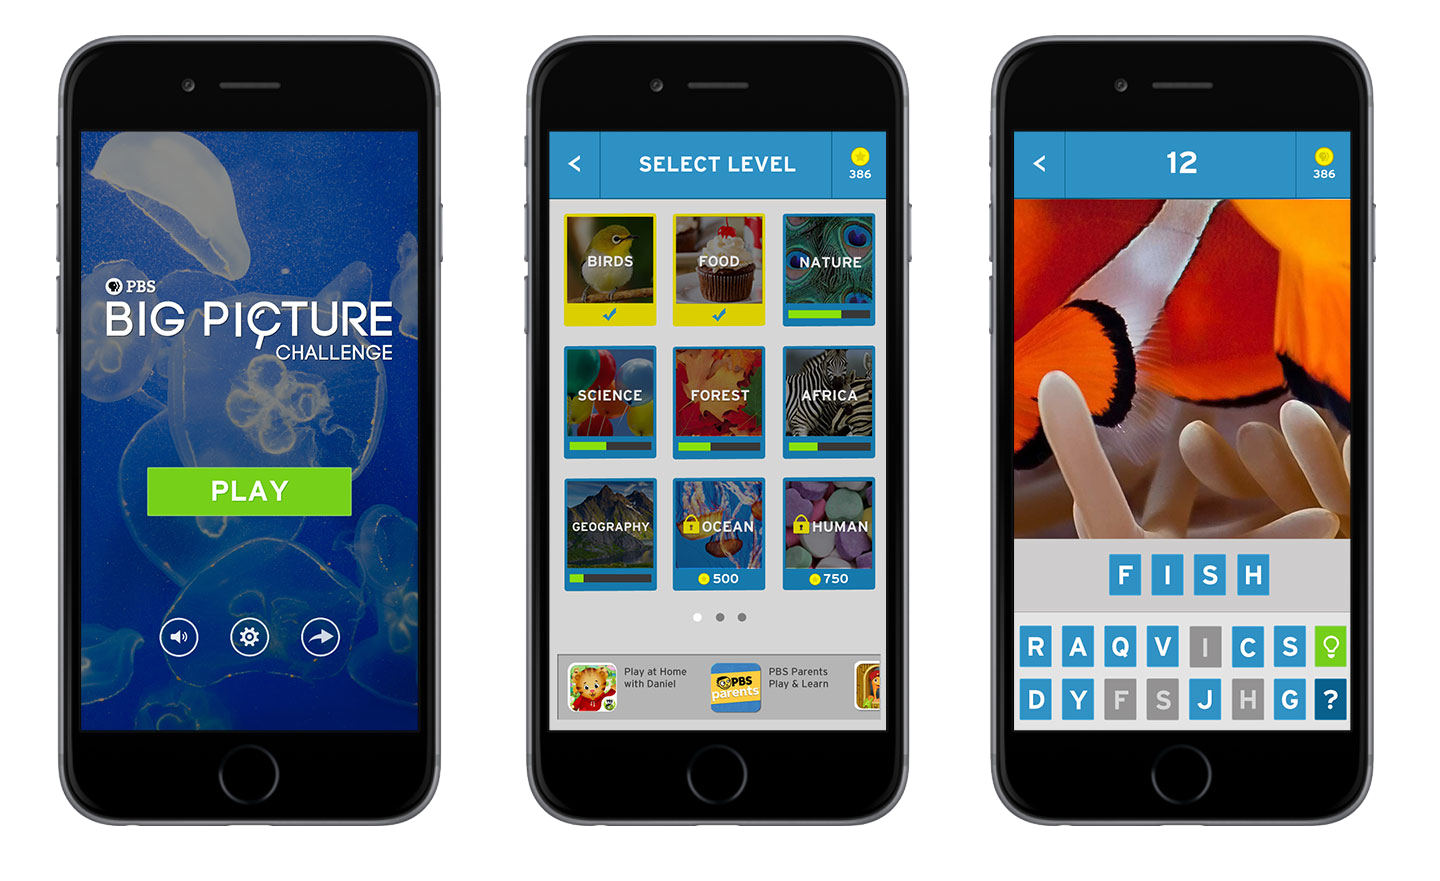 PBS
BIG PICTURE
CHALLENGE
PLAY
<
SELECT LEVEL
386
BIRDS
FOOD
NATURE
SCIENCE
FOREST
AFRICA
GEOGRAPHY
OCEAN
HUMAN
500
750
Play at Home
with Daniel
PBS
parents
PBS Parents
Play & Learn
<
12
386
F I S H
R A Q V I C S
D Y F S J H G ?